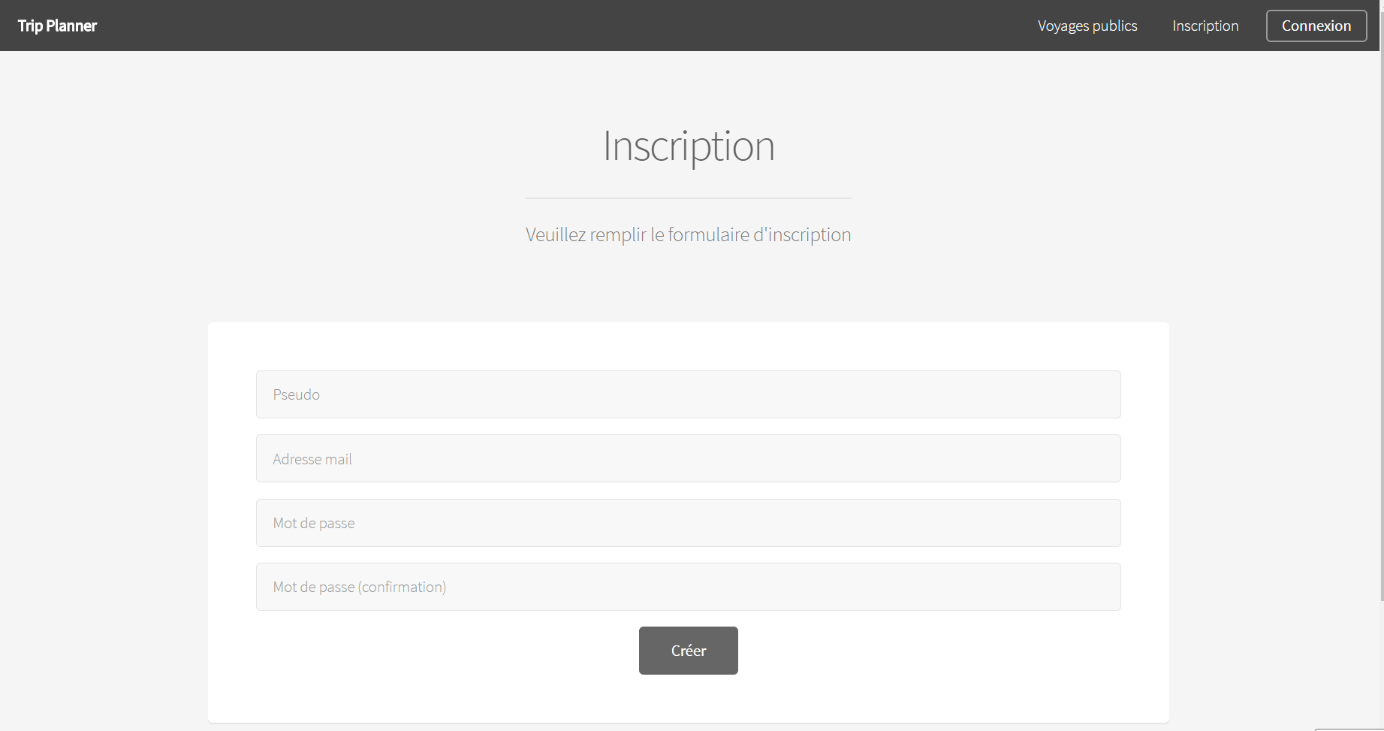 Trip Planner Voyages publics Inscription Connexion
Inscription
Veuillez remplir le formulaire d'inscription
Pseudo
Adresse mail
Mot de passe
Mot de passe (confirmation)
Créer